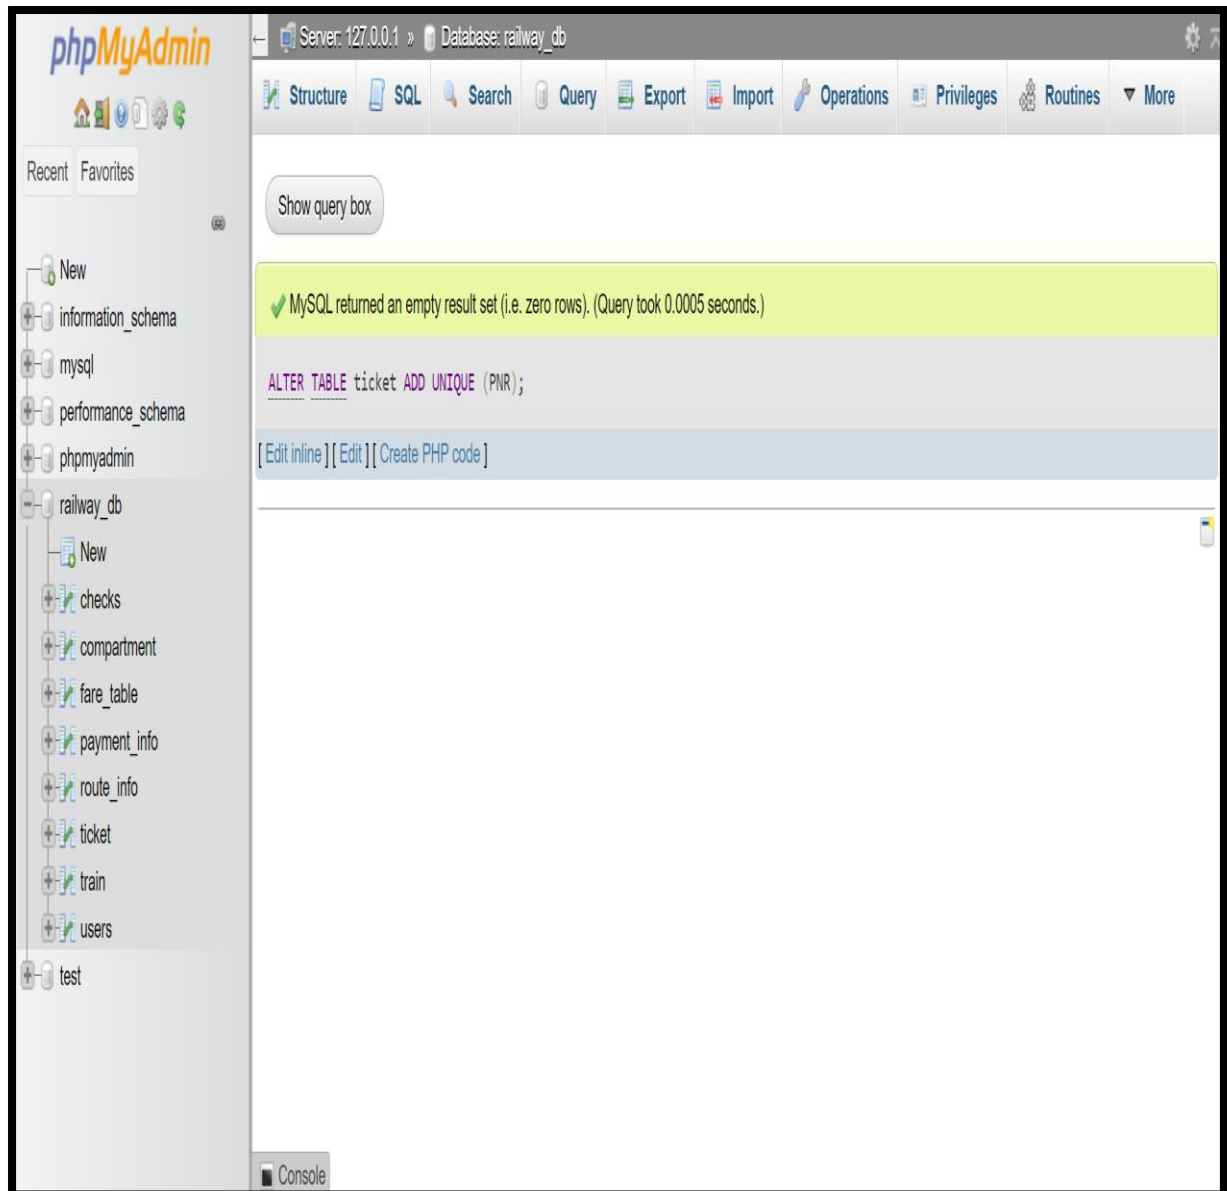 phpMyAdmin
Recent Favorites
New
information_schema
mysql
performance_schema
phpmyadmin
railway_db
New
checks
compartment
fare_table
payment_info
route_info
ticket
train
users
test
← Server: 127.0.0.1 » Database: railway_db
Structure SQL Search Query Export Import Operations Privileges Routines ▼ More
Show query box
MySQL returned an empty result set (i.e. zero rows). (Query took 0.0005 seconds.)
ALTER TABLE ticket ADD UNIQUE (PNR);
[ Edit inline ] [ Edit ] [ Create PHP code ]
Console